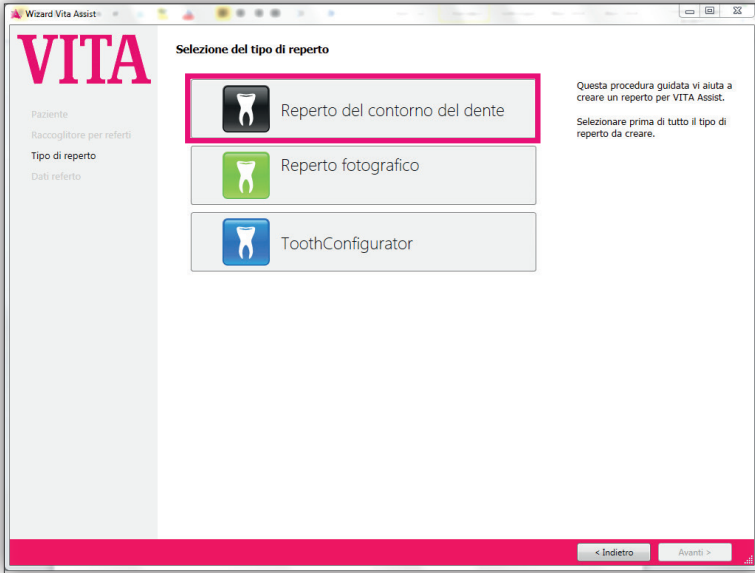 Wizard Vita Assist
VITA
Paziente
Raccoglitore per referti
Tipo di reperto
Dati referto
Selezione del tipo di reperto
Reperto del contorno del dente
Reperto fotografico
ToothConfigurator
Questa procedura guidata vi aiuta a
creare un reperto per VITA Assist.
Selezionare prima di tutto il tipo di
reperto da creare.
< Indietro
Avanti >